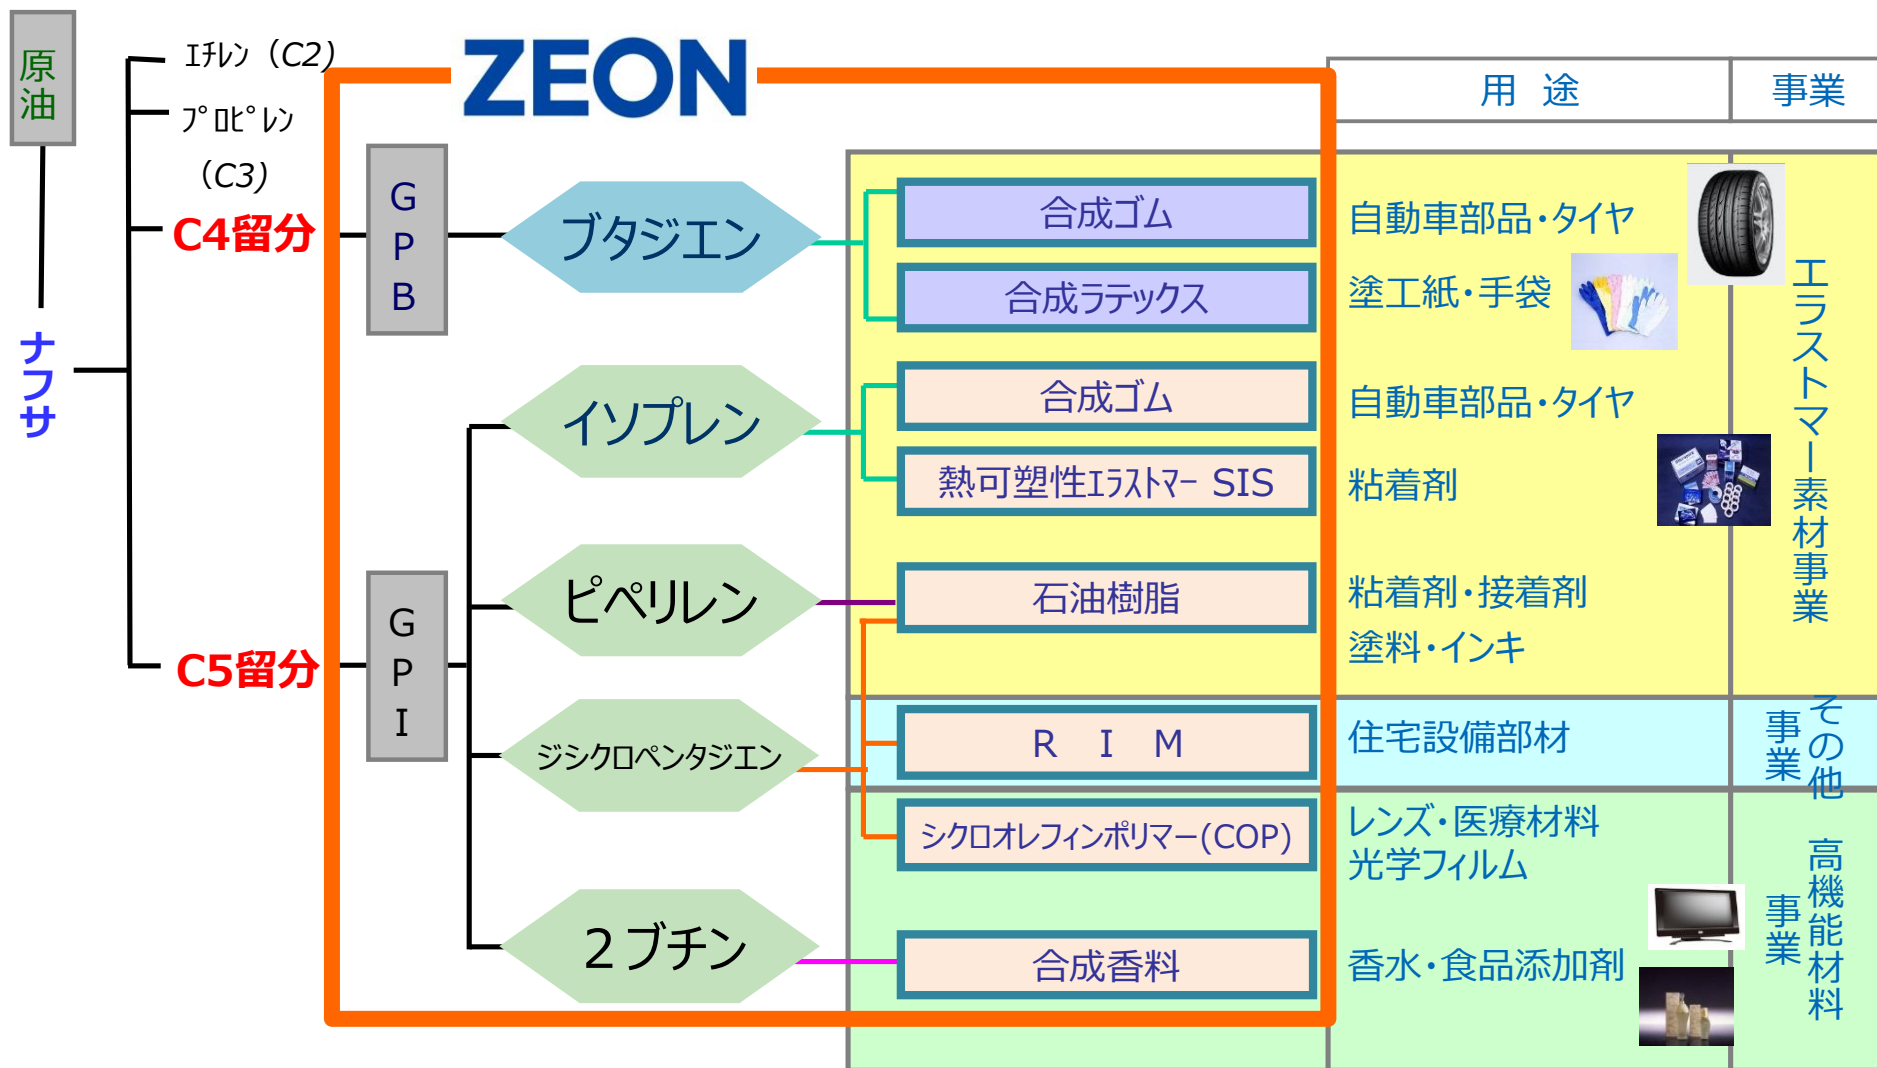 原油
ナフサ
ｴﾁﾚﾝ（C2)
ﾌﾟﾛﾋﾟﾚﾝ
（C3)
C4留分
C5留分
ZEON
GPB
GPI
ブタジエン
イソプレン
ピペリレン
ジシクロペンタジエン
２ブチン
合成ゴム
合成ラテックス
合成ゴム
熱可塑性ｴﾗｽﾄﾏｰ SIS
石油樹脂
R I M
シクロオレフィンポリマー(COP)
合成香料
用 途
自動車部品・タイヤ
塗工紙・手袋
自動車部品・タイヤ
粘着剤
粘着剤・接着剤
塗料・インキ
住宅設備部材
レンズ・医療材料
光学フィルム
香水・食品添加剤
事業
エラストマー素材事業
その他
事業
高機能材料
事業